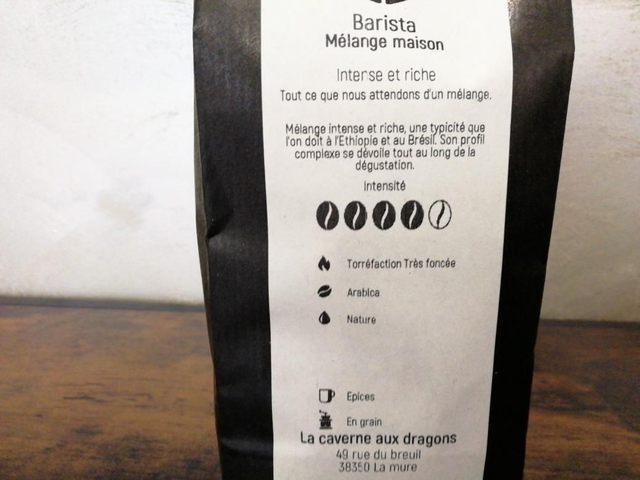 Barista
Mélange maison
Intense et riche
Tout ce que nous attendons d'un mélange.
Mélange intense et riche, une typicité que
l'on doit à l'Ethiopie et au Brésil. Son profil
complexe se dévoile tout au long de la
dégustation.
Intensité
Torréfaction Très foncée
Arabica
Nature
Epices
En grain
La caverne aux dragons
49 rue du breuil
38350 La mure